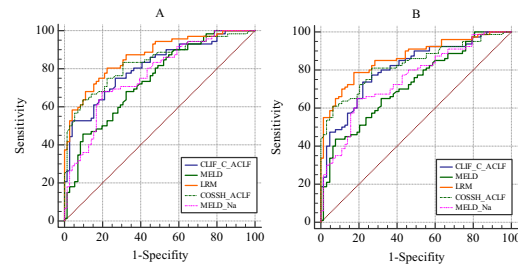 A
Sensitivity
100
80
60
40
20
0
0 20 40 60 80 100
1-Specifity
CLIF_C_ACLF
MELD
LRM
COSSH_ACLF
MELD_Na
B
Sensitivity
100
80
60
40
20
0
0 20 40 60 80 100
1-Specifity
CLIF_C_ACLF
MELD
LRM
COSSH_ACLF
MELD_Na